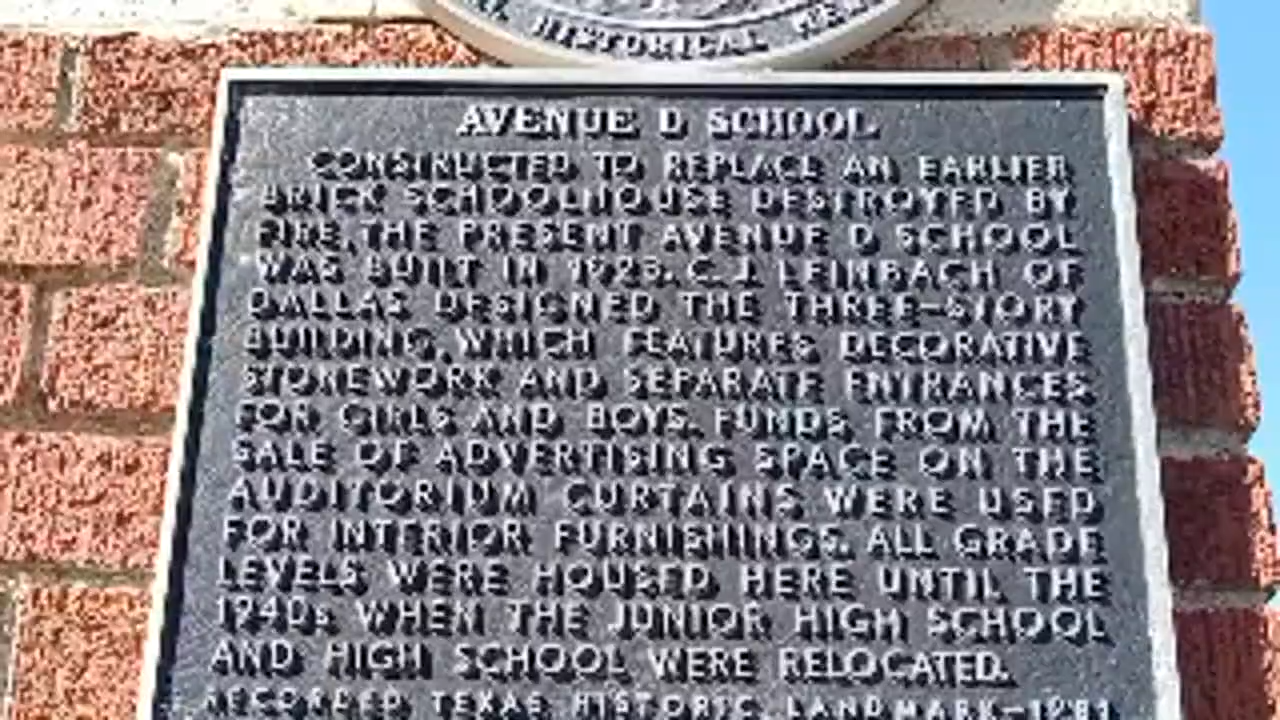 HISTORICAL
AVENUE D SCHOOL
CONSTRUCTED TO REPLACE AN EARLIER
BRICK SCHOOLHOUSE DESTROYED BY
FIRE, THE PRESENT AVENUE D SCHOOL
WAS BUILT IN 1923. C. J. LEINBACH OF
DALLAS DESIGNED THE THREE-STORY
BUILDING, WHICH FEATURES DECORATIVE
STONEWORK AND SEPARATE ENTRANCES
FOR GIRLS AND BOYS. FUNDS FROM THE
SALE OF ADVERTISING SPACE ON THE
AUDITORIUM CURTAINS WERE USED
FOR INTERIOR FURNISHINGS. ALL GRADE
LEVELS WERE HOUSED HERE UNTIL THE
1940s WHEN THE JUNIOR HIGH SCHOOL
AND HIGH SCHOOL WERE RELOCATED.
RECORDED TEXAS HISTORIC LANDMARK-1981